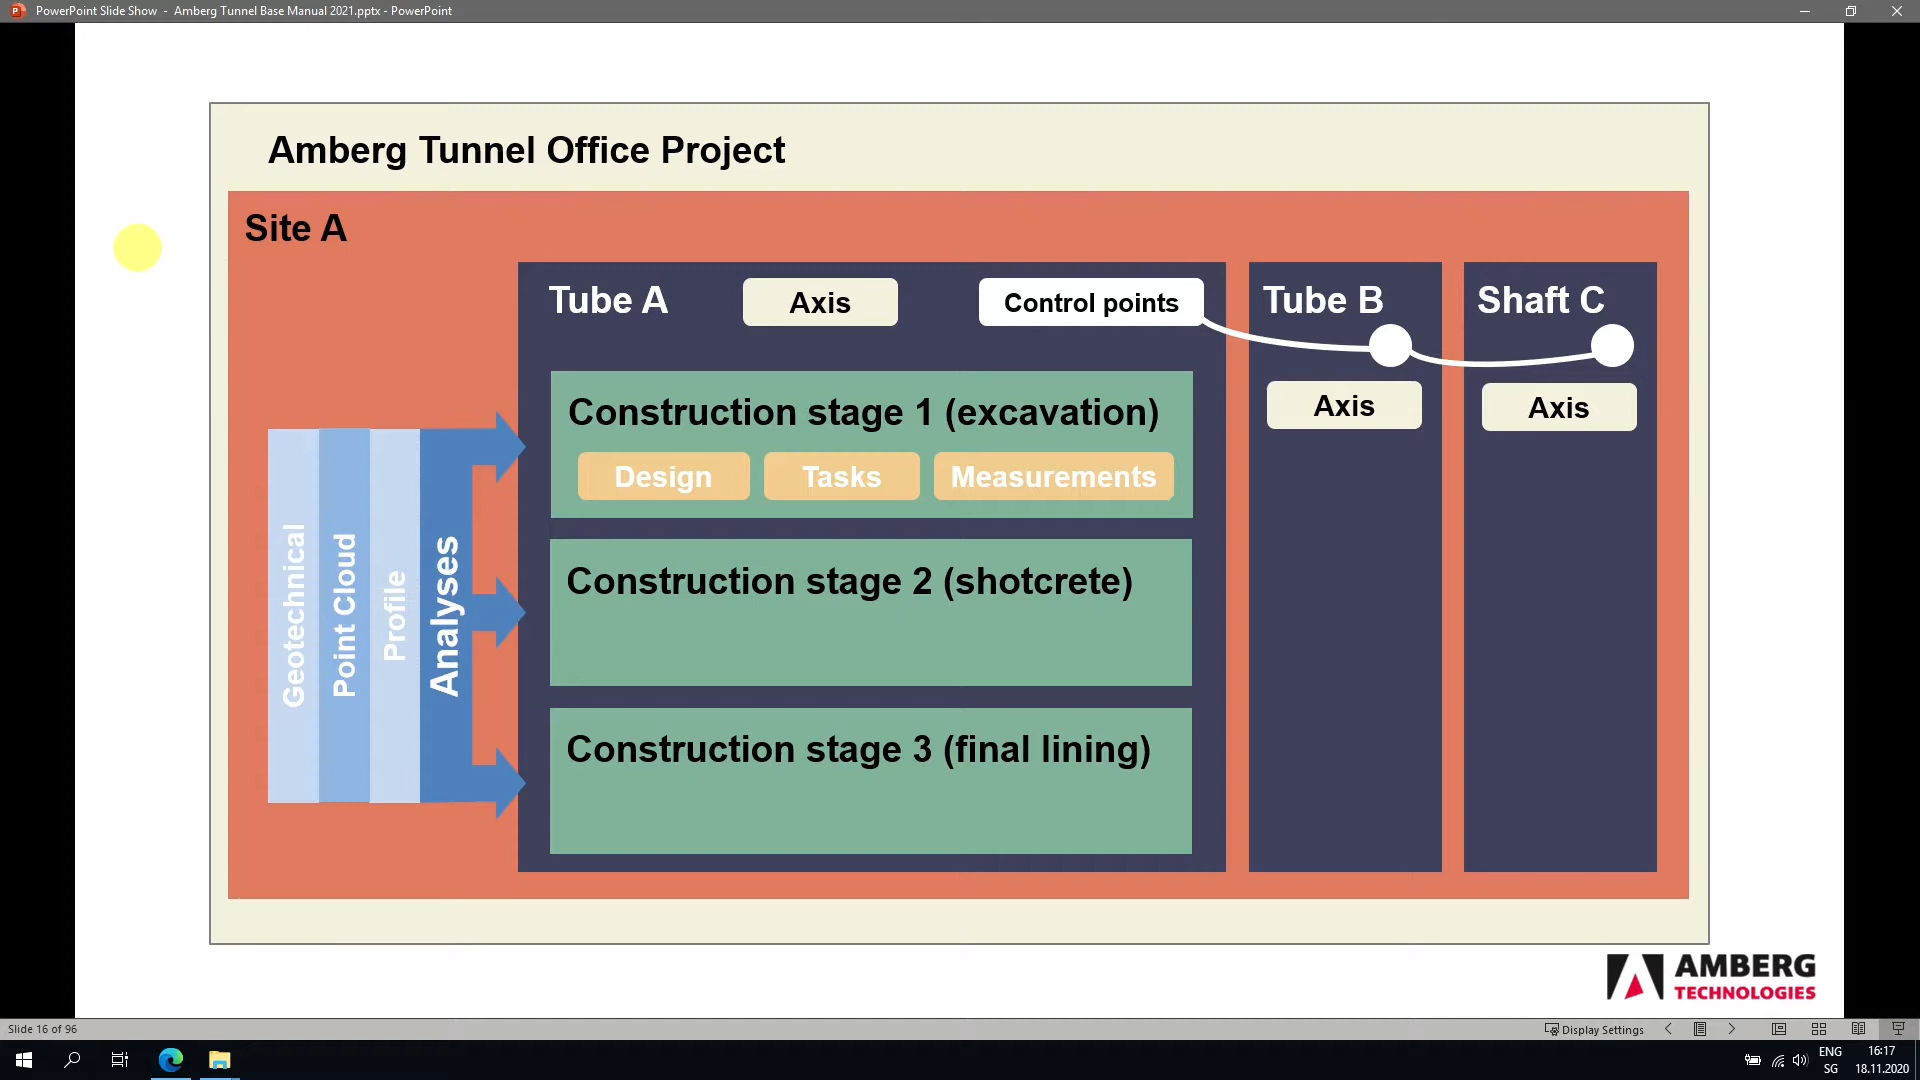 PowerPoint Slide Show - Amberg Tunnel Base Manual 2021.pptx - PowerPoint
Amberg Tunnel Office Project
Site A
Tube A
Axis
Control points
Tube B
Shaft C
Axis
Axis
Construction stage 1 (excavation)
Design
Tasks
Measurements
Construction stage 2 (shotcrete)
Construction stage 3 (final lining)
Geotechnical
Point Cloud
Profile
Analyses
AMBERG
TECHNOLOGIES
Slide 16 of 96
Display Settings
ENG
SG
16:17
18.11.2020